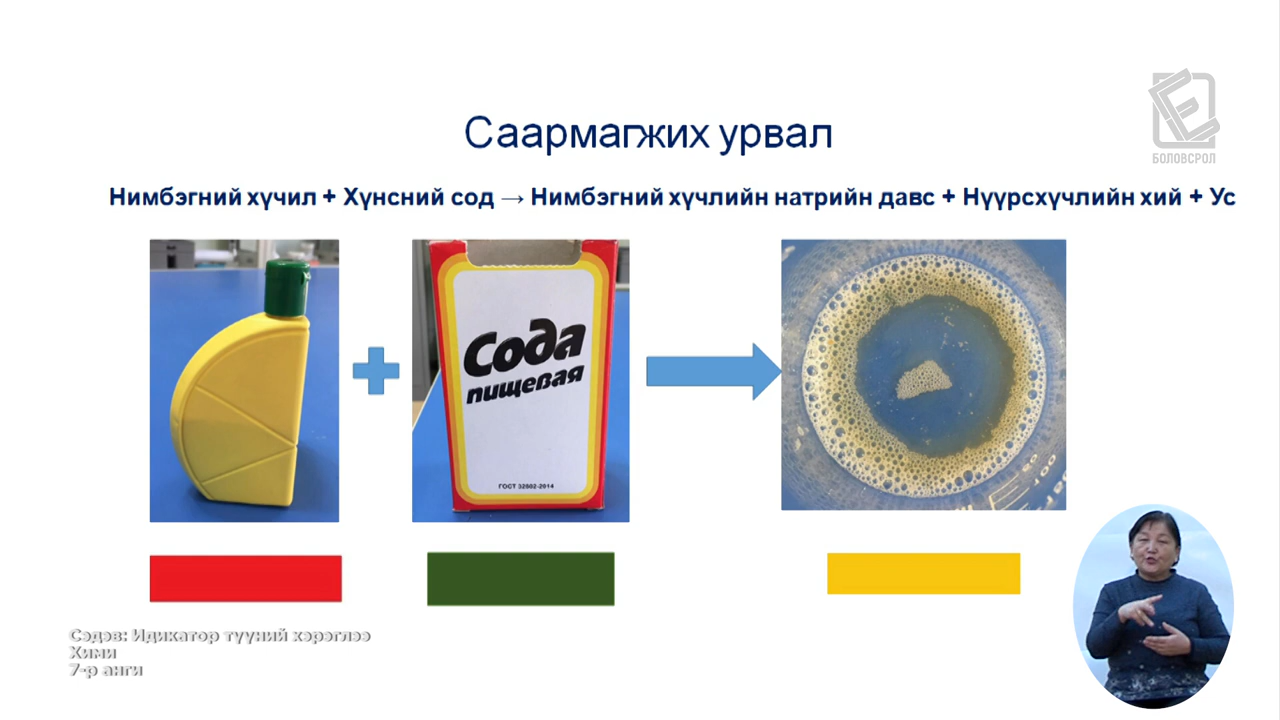 БОЛОВСРОЛ
Саармагжих урвал
Нимбэгний хүчил + Хүнсний сод → Нимбэгний хүчлийн натрийн давс + Нүүрсхүчлийн хий + Ус
Сода
пищевая
ГОСТ 32802-2014
Сэдэв: Идикатор түүний хэрэглээ
Хими
7-р анги